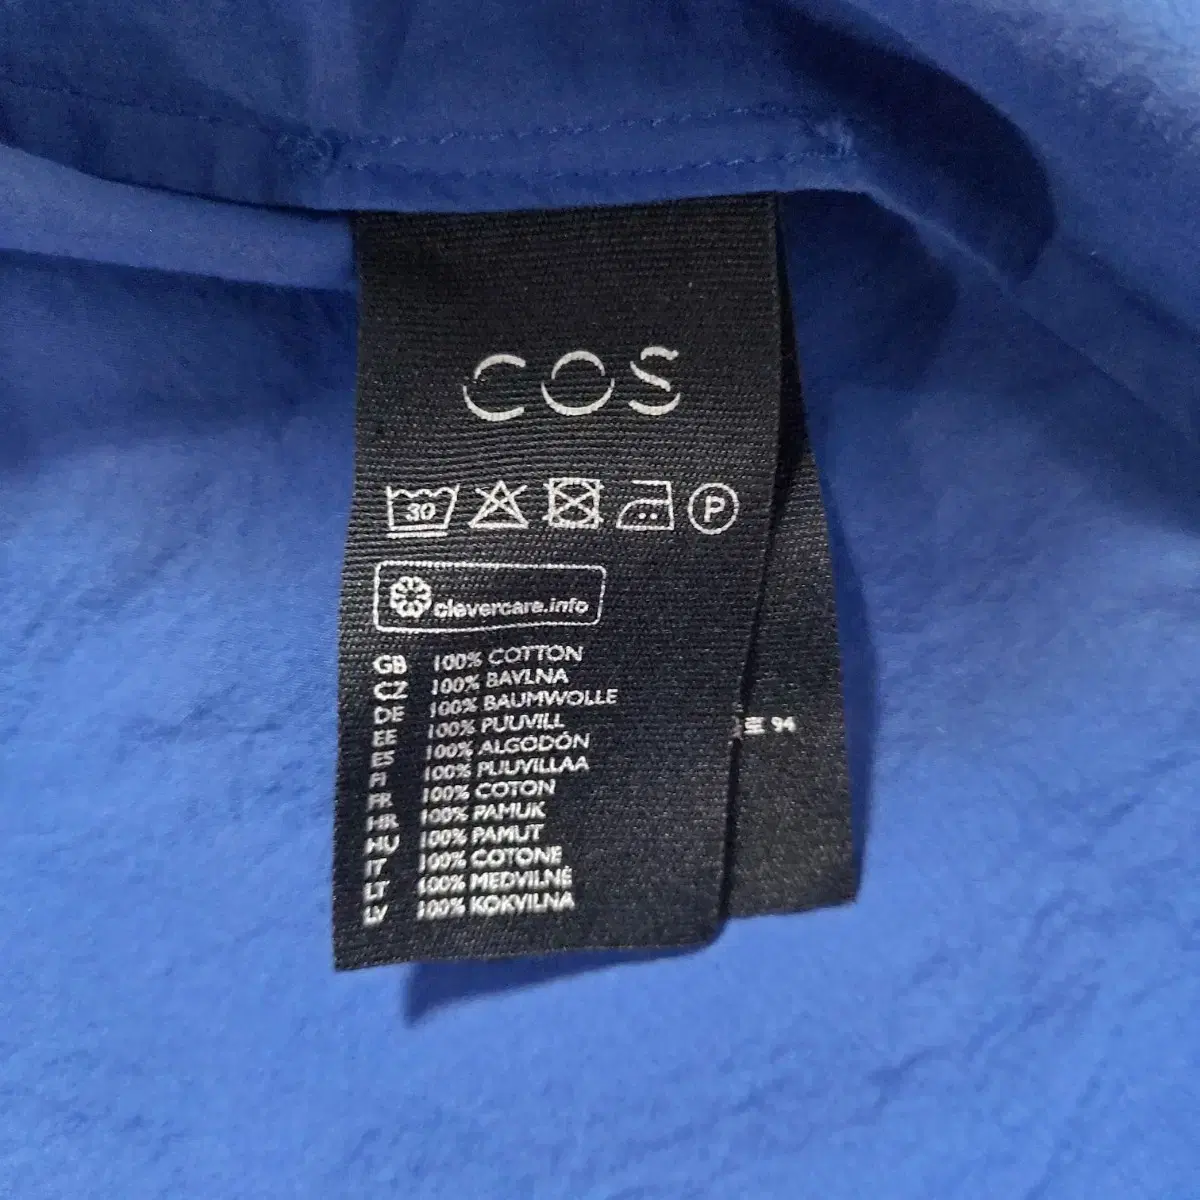 COS
30
P
clevercare.info
GB 100% COTTON
CZ 100% BAVLNA
DE 100% BAUMWOLLE
EE 100% PUUVILL
ES 100% ALGODÓN
FI 100% PUUVILLAA
FR 100% COTON
HR 100% PAMUK
HU 100% PAMUT
IT 100% COTONE
LT 100% MEDVILNĖ
LV 100% KOKVILNA
로 94